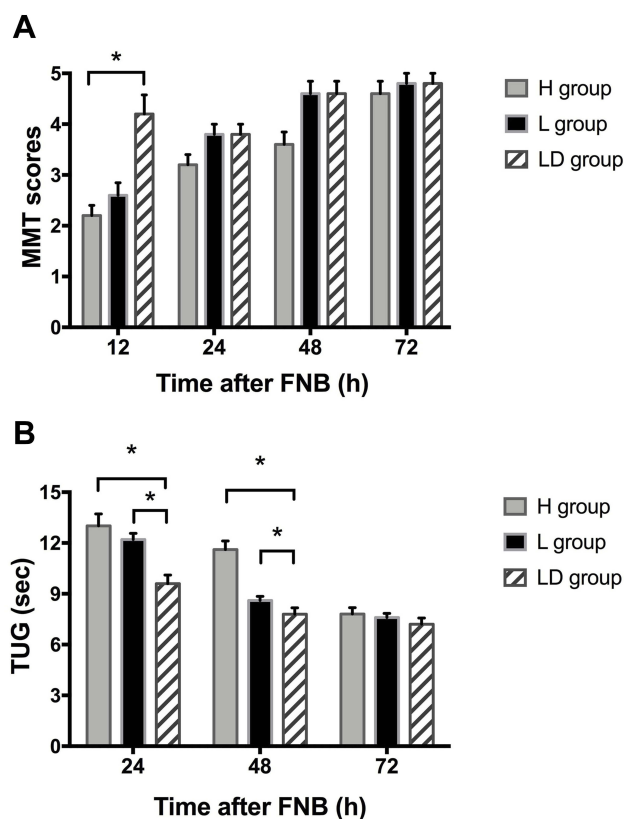 A
*
MMT scores
5
4
3
2
1
0
12
24
48
72
Time after FNB (h)
H group
L group
LD group
B
*
*
*
*
TUG (sec)
15
12
9
6
3
0
24
48
72
Time after FNB (h)
H group
L group
LD group